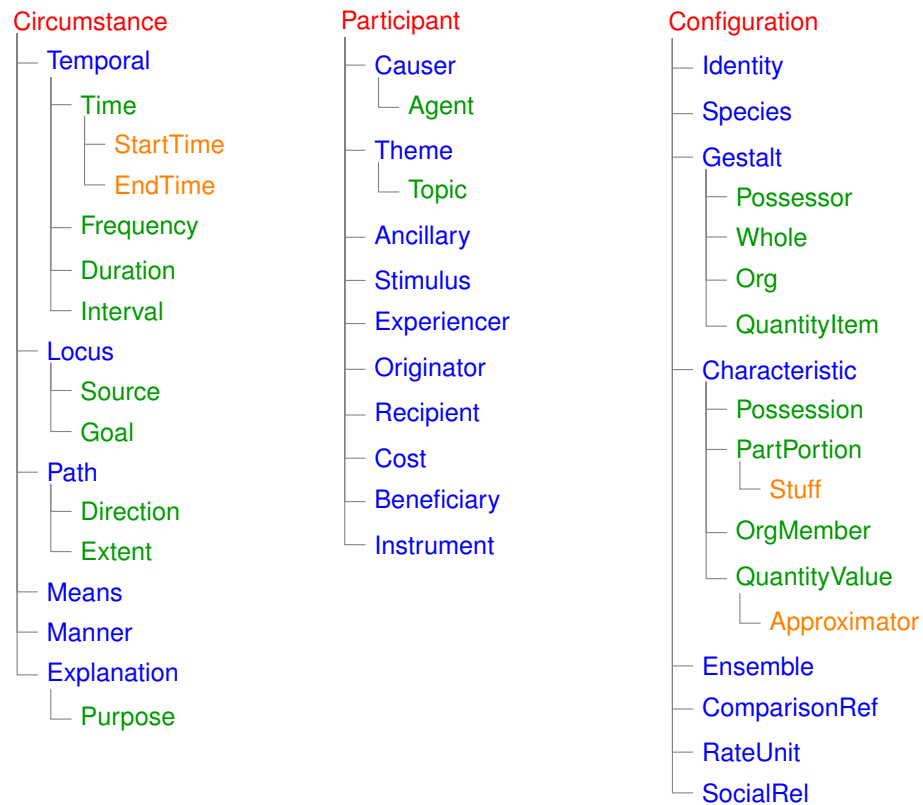 Circumstance
Temporal
Time
StartTime
EndTime
Frequency
Duration
Interval
Locus
Source
Goal
Path
Direction
Extent
Means
Manner
Explanation
Purpose
Participant
Causer
Agent
Theme
Topic
Ancillary
Stimulus
Experiencer
Originator
Recipient
Cost
Beneficiary
Instrument
Configuration
Identity
Species
Gestalt
Possessor
Whole
Org
QuantityItem
Characteristic
Possession
PartPortion
Stuff
OrgMember
QuantityValue
Approximator
Ensemble
ComparisonRef
RateUnit
SocialRel